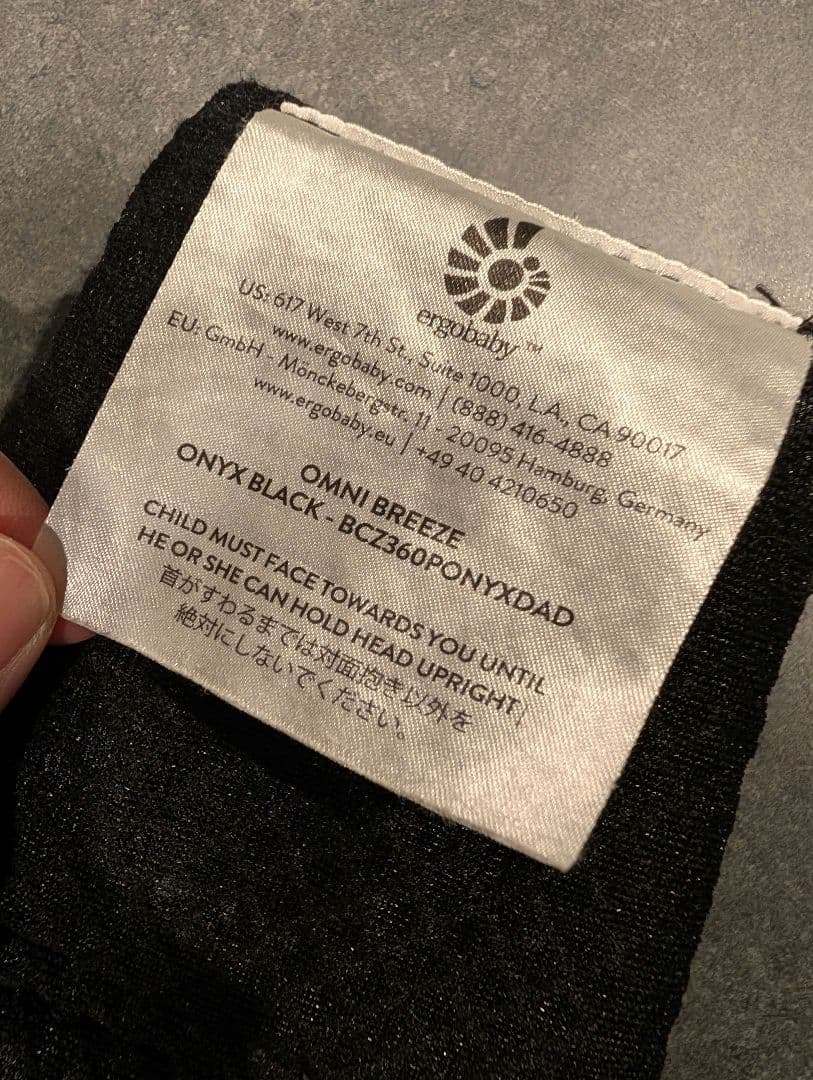 ergobaby™
US: 617 West 7th St., Suite 1000, L.A., CA 90017
www.ergobaby.com | (888) 416-4888
EU: GmbH - Mönckebergstr. 11 - 20095 Hamburg, Germany
www.ergobaby.eu | +49 40 4210650
OMNI BREEZE
ONYX BLACK - BCZ360PONYXDAD
CHILD MUST FACE TOWARDS YOU UNTIL
HE OR SHE CAN HOLD HEAD UPRIGHT
首がすわるまでは対面抱き以外を
絶対にしないでください。